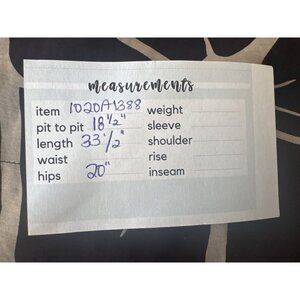 measurements
item 1020A1388 weight
pit to pit 18 1/2" sleeve
length 33 1/2" shoulder
waist rise
hips 20" inseam